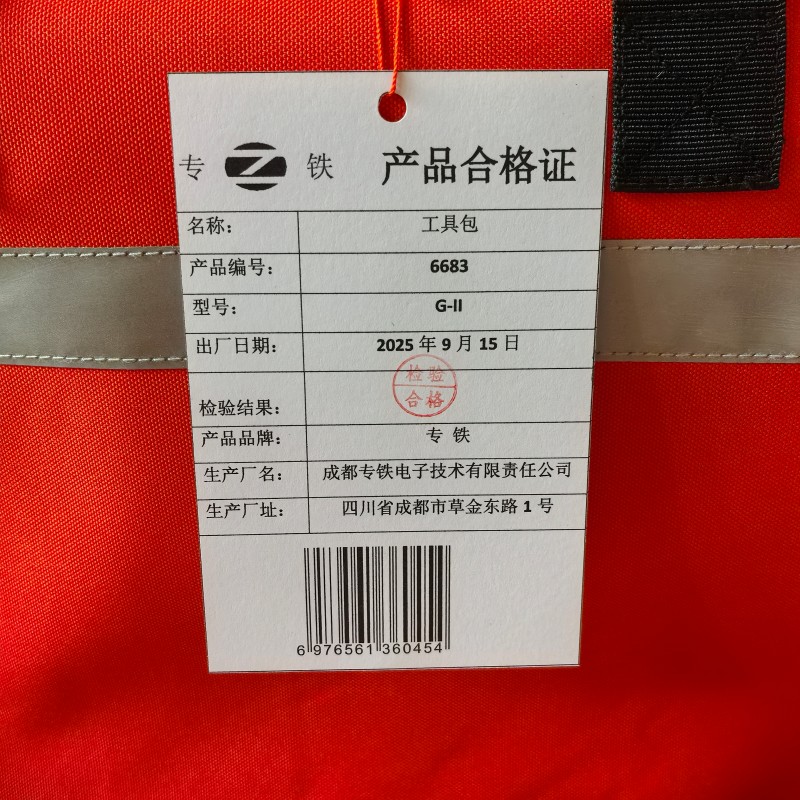 专 Z 铁 产品合格证
名称： 工具包
产品编号： 6683
型号： G-II
出厂日期： 2025 年 9 月 15 日
检验
合格
检验结果：
产品品牌： 专 铁
生产厂名： 成都专铁电子技术有限责任公司
生产厂址： 四川省成都市草金东路 1 号
6 976561 360454